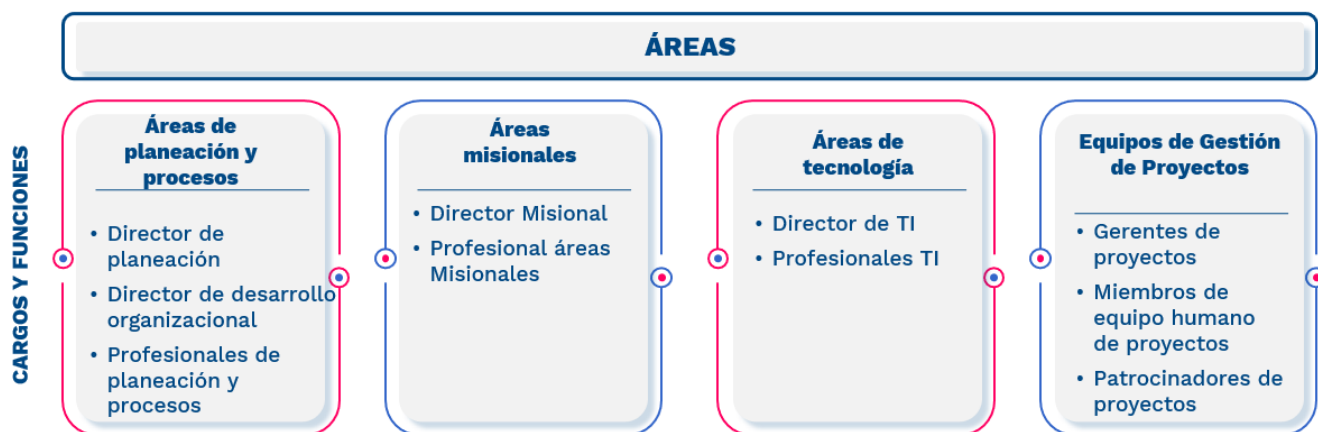 ÁREAS
CARGOS Y FUNCIONES
Áreas de
planeación y
procesos
• Director de
planeación
• Director de desarrollo
organizacional
• Profesionales de
planeación y
procesos
Áreas
misionales
• Director Misional
• Profesional áreas
Misionales
Áreas de
tecnología
• Director de TI
• Profesionales TI
Equipos de Gestión
de Proyectos
• Gerentes de
proyectos
• Miembros de
equipo humano
de proyectos
• Patrocinadores de
proyectos